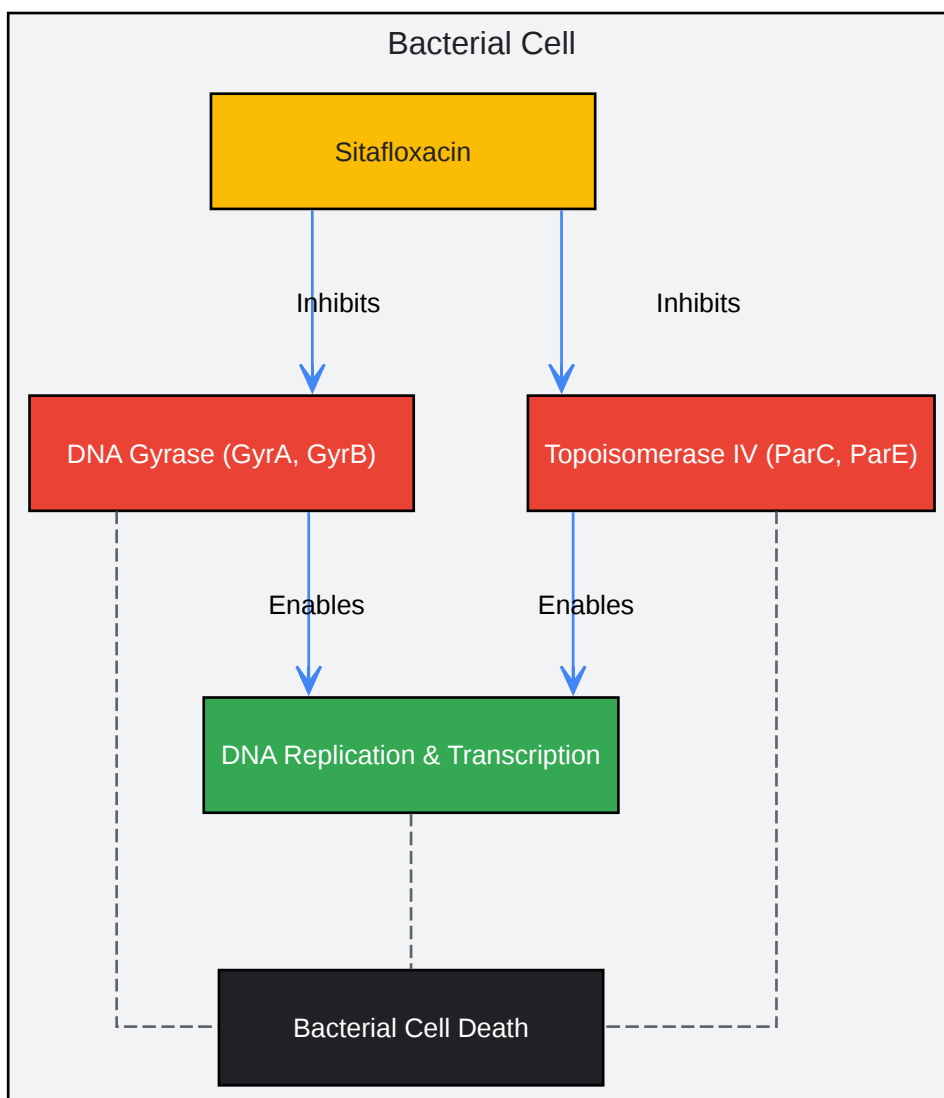 Bacterial Cell
Sitafloxacin
Inhibits
Inhibits
DNA Gyrase (GyrA, GyrB)
Topoisomerase IV (ParC, ParE)
Enables
Enables
DNA Replication & Transcription
Bacterial Cell Death